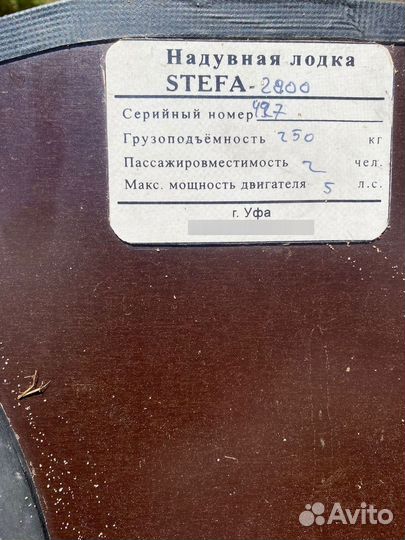 Надувная лодка
STEFA-2800
Серийный номер 497
Грузоподъёмность 250 кг
Пассажировместимость 2 чел.
Макс. мощность двигателя 5 л.с.
г. Уфа
Avito